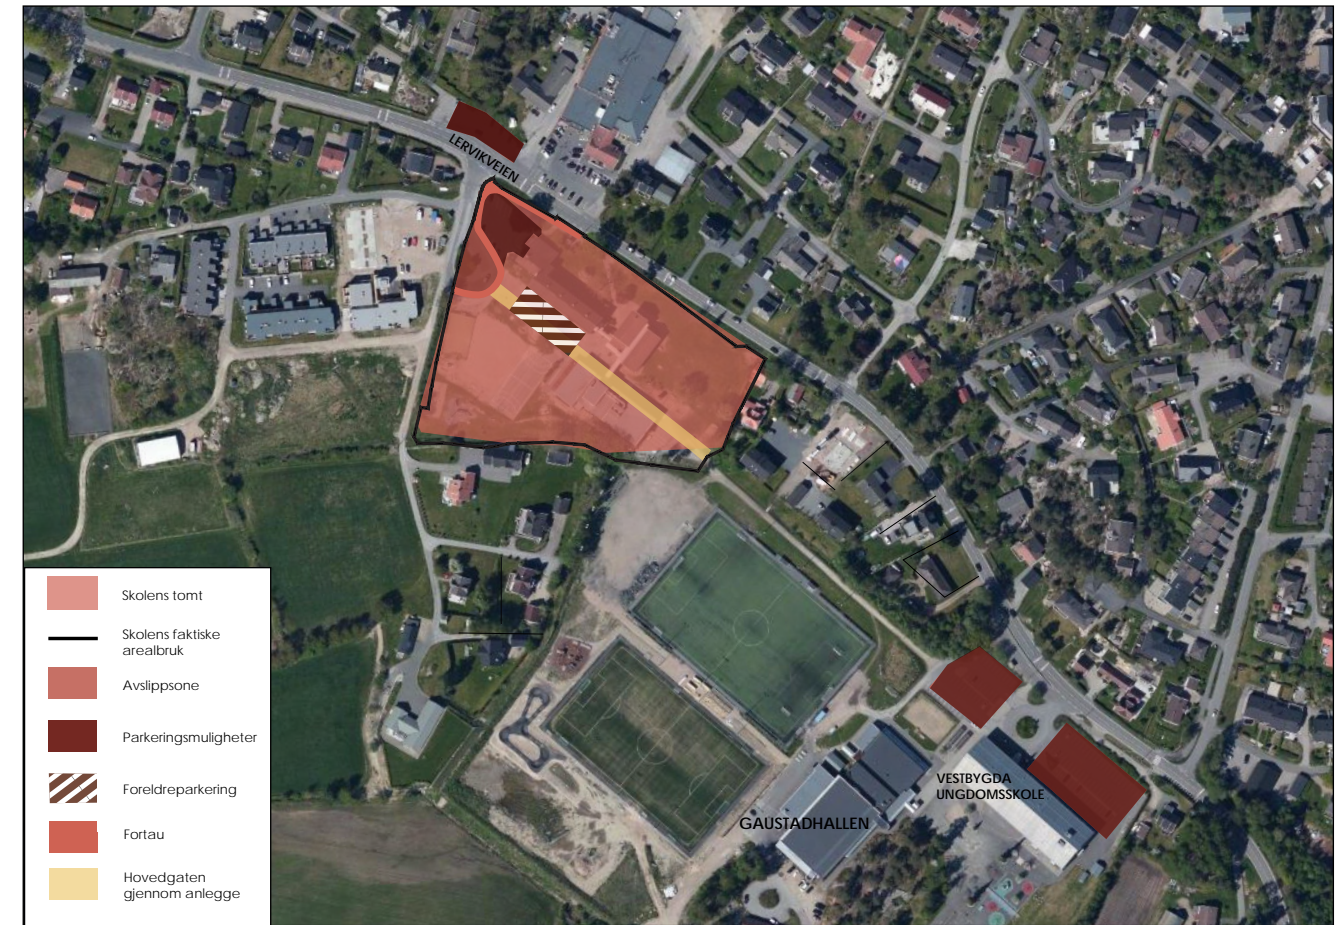 LERVIKVEIEN
VESTBYGDA
UNGDOMSSKOLE
GAUSTADHALLEN
Skolens tomt
Skolens faktiske
arealbruk
Avslippsone
Parkeringsmuligheter
Foreldreparkering
Fortau
Hovedgaten
gjennom anlegge